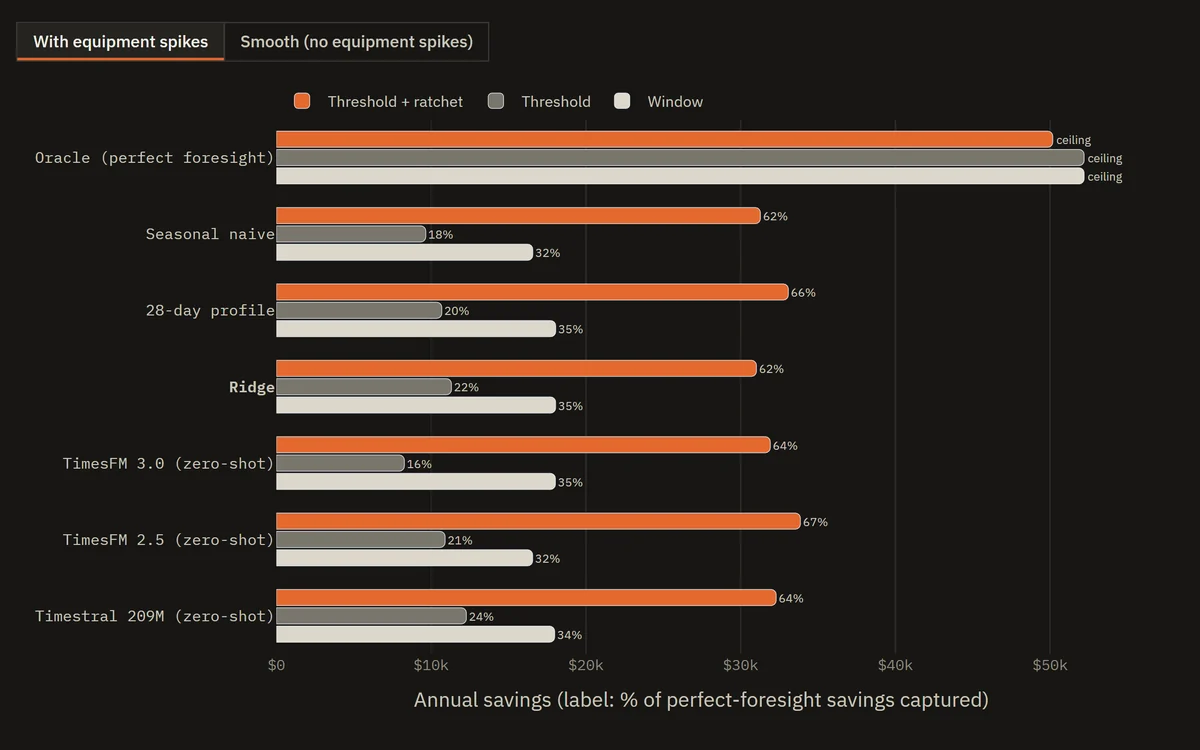 With equipment spikes
Smooth (no equipment spikes)
Threshold + ratchet
Threshold
Window
Oracle (perfect foresight)
ceiling
ceiling
ceiling
Seasonal naive
62%
18%
32%
28-day profile
66%
20%
35%
Ridge
62%
22%
35%
TimesFM 3.0 (zero-shot)
64%
16%
35%
TimesFM 2.5 (zero-shot)
67%
21%
32%
Timestral 209M (zero-shot)
64%
24%
34%
$0
$10k
$20k
$30k
$40k
$50k
Annual savings (label: % of perfect-foresight savings captured)